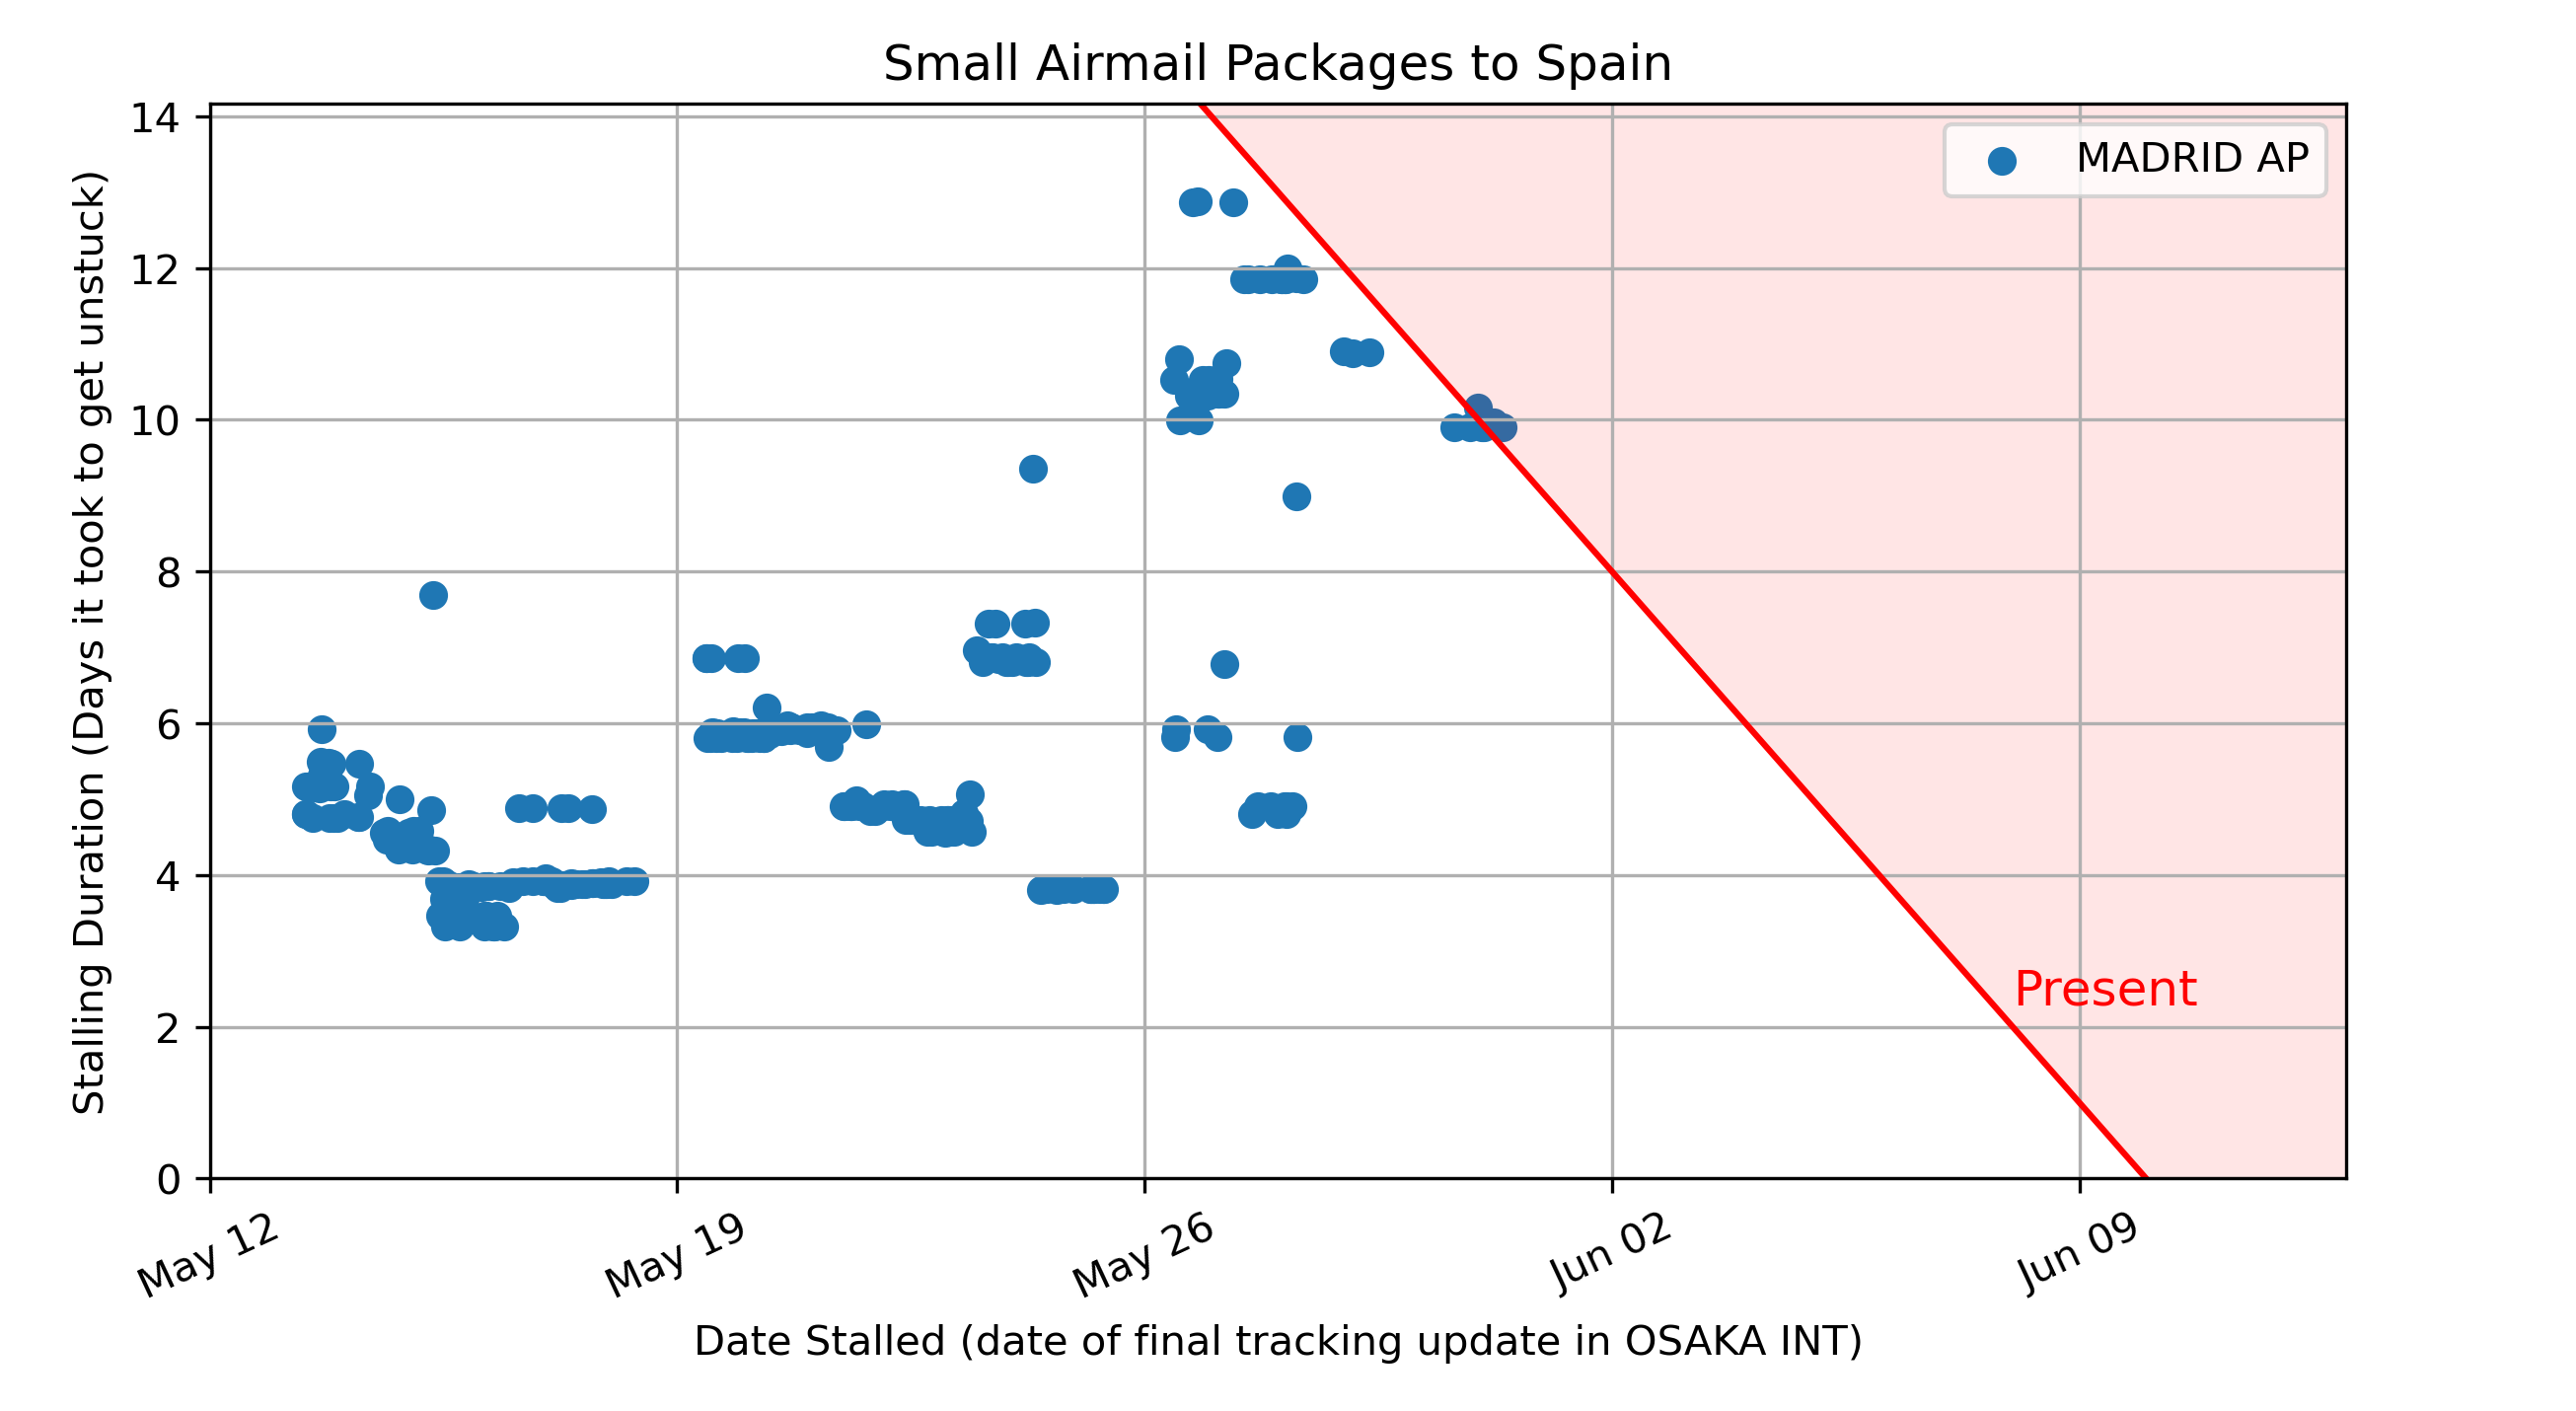 Small Airmail Packages to Spain
Stalling Duration (Days it took to get unstuck)
14
12
10
8
6
4
2
0
MADRID AP
Present
May 12
May 19
May 26
Jun 02
Jun 09
Date Stalled (date of final tracking update in OSAKA INT)